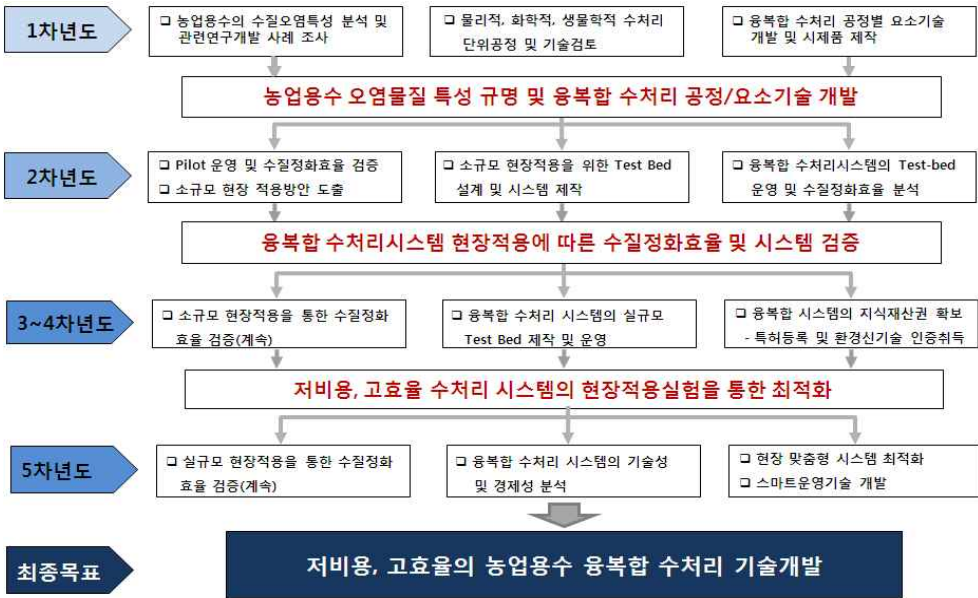 1차년도
❑ 농업용수의 수질오염특성 분석 및
관련연구개발 사례 조사
❑ 물리적, 화학적, 생물학적 수처리
단위공정 및 기술검토
❑ 융복합 수처리 공정별 요소기술
개발 및 시제품 제작
농업용수 오염물질 특성 규명 및 융복합 수처리 공정/요소기술 개발
2차년도
❑ Pilot 운영 및 수질정화효율 검증
❑ 소규모 현장 적용방안 도출
❑ 소규모 현장적용을 위한 Test Bed
설계 및 시스템 제작
❑ 융복합 수처리시스템의 Test-bed
운영 및 수질정화효율 분석
융복합 수처리시스템 현장적용에 따른 수질정화효율 및 시스템 검증
3~4차년도
❑ 소규모 현장적용을 통한 수질정화
효율 검증(계속)
❑ 융복합 수처리 시스템의 실규모
Test Bed 제작 및 운영
❑ 융복합 시스템의 지식재산권 확보
- 특허등록 및 환경신기술 인증취득
저비용, 고효율 수처리 시스템의 현장적용실험을 통한 최적화
5차년도
❑ 실규모 현장적용을 통한 수질정화
효율 검증(계속)
❑ 융복합 수처리 시스템의 기술성
및 경제성 분석
❑ 현장 맞춤형 시스템 최적화
❑ 스마트운영기술 개발
최종목표
저비용, 고효율의 농업용수 융복합 수처리 기술개발